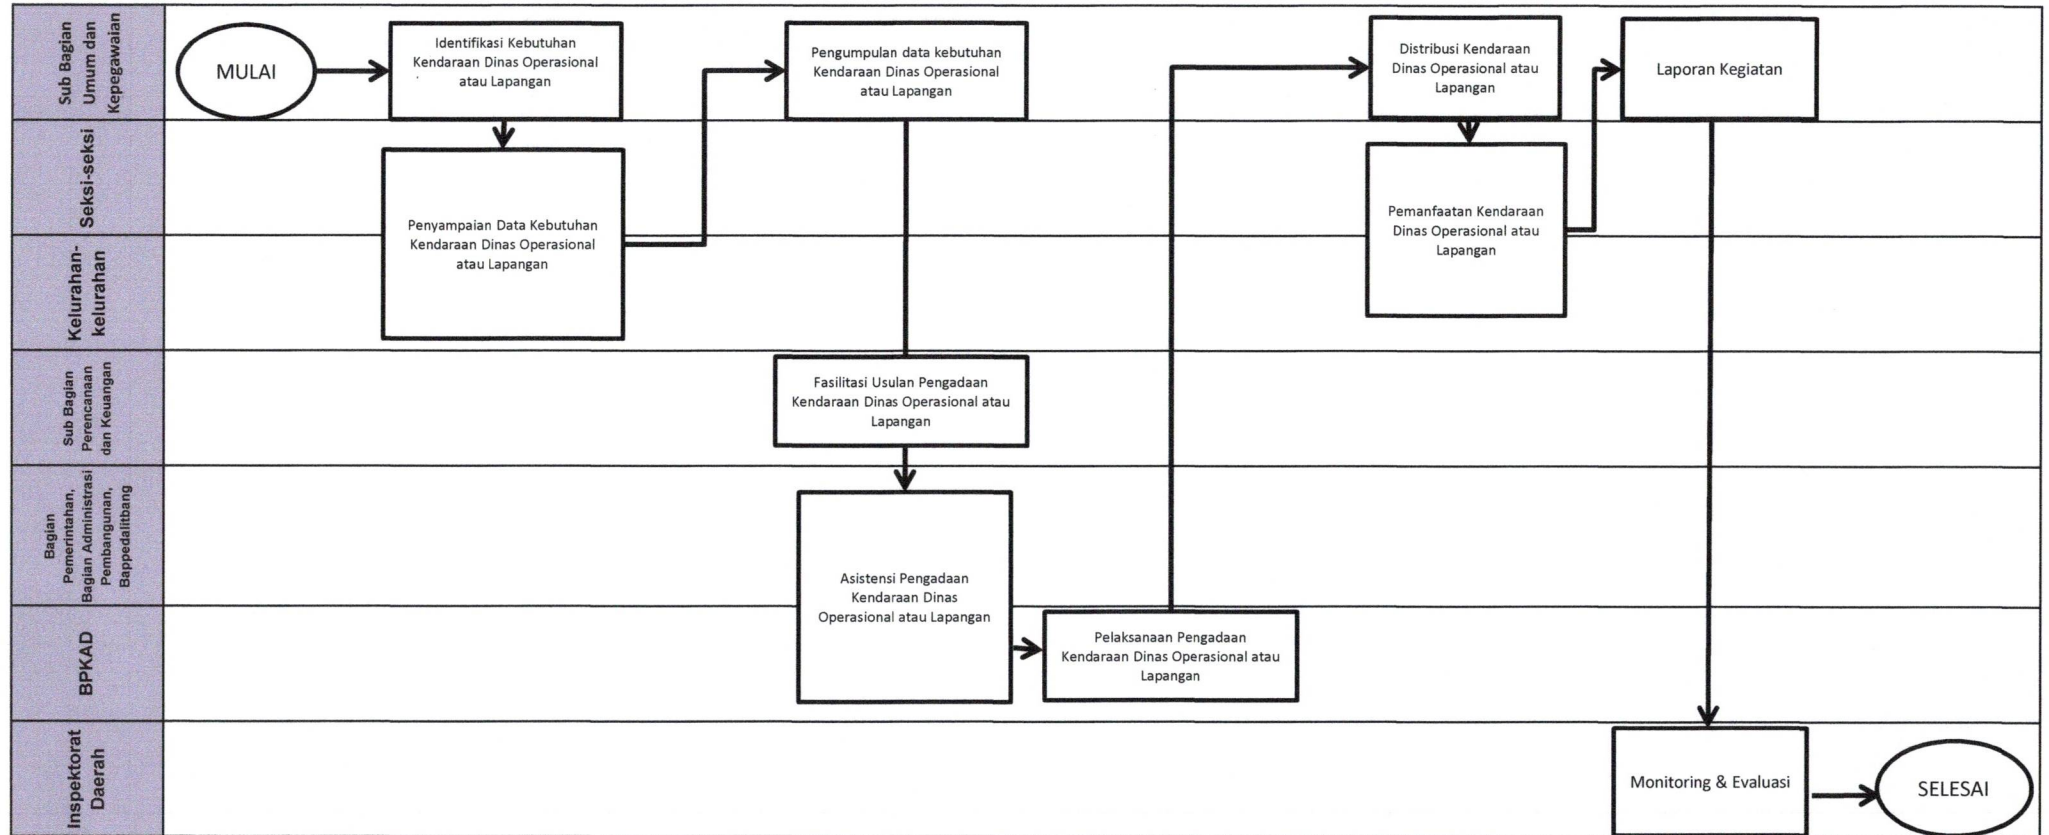 Sub Bagian
Umum dan
Kepegawaian
MULAI
Identifikasi Kebutuhan
Kendaraan Dinas Operasional
atau Lapangan
Pengumpulan data kebutuhan
Kendaraan Dinas Operasional
atau Lapangan
Distribusi Kendaraan
Dinas Operasional atau
Lapangan
Laporan Kegiatan
Seksi-seksi
Kelurahan-
kelurahan
Penyampaian Data Kebutuhan
Kendaraan Dinas Operasional
atau Lapangan
Pemanfaatan Kendaraan
Dinas Operasional atau
Lapangan
Sub Bagian
Perencanaan
dan Keuangan
Fasilitasi Usulan Pengadaan
Kendaraan Dinas Operasional atau
Lapangan
Bagian
Pemerintahan,
Bagian Administrasi
Pembangunan,
Bappedalitbang
Asistensi Pengadaan
Kendaraan Dinas
Operasional atau Lapangan
BPKAD
Pelaksanaan Pengadaan
Kendaraan Dinas Operasional atau
Lapangan
Inspektorat
Daerah
Monitoring & Evaluasi
SELESAI